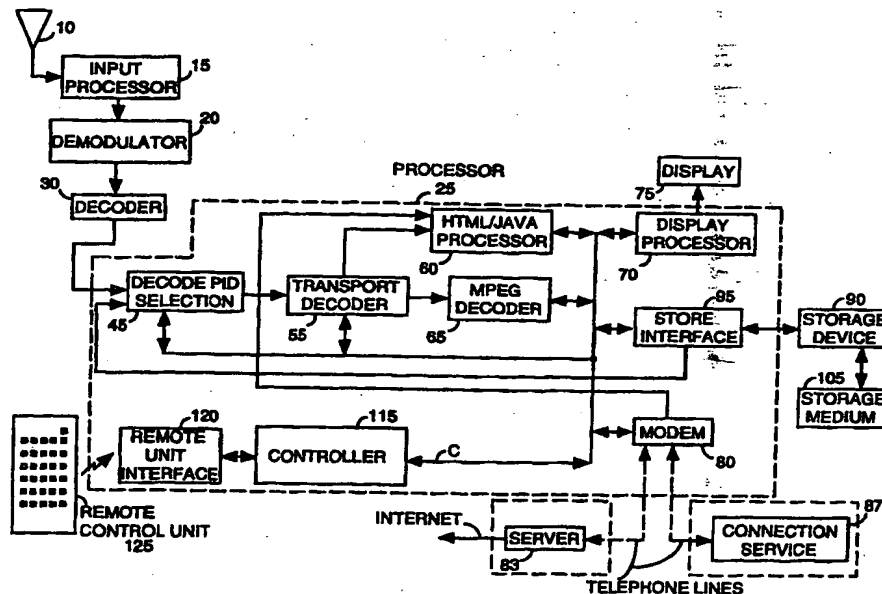 10
INPUT
PROCESSOR
15
20
DEMODULATOR
30
DECODER
PROCESSOR
25
75
DISPLAY
HTML/JAVA
PROCESSOR
60
DISPLAY
PROCESSOR
70
DECODE PID
SELECTION
45
TRANSPORT
DECODER
55
MPEG
DECODER
65
95
STORE
INTERFACE
90
STORAGE
DEVICE
105
STORAGE
MEDIUM
120
REMOTE
UNIT
INTERFACE
115
CONTROLLER
C
MODEM
80
REMOTE
CONTROL UNIT
125
INTERNET
SERVER
83
87
CONNECTION
SERVICE
TELEPHONE LINES